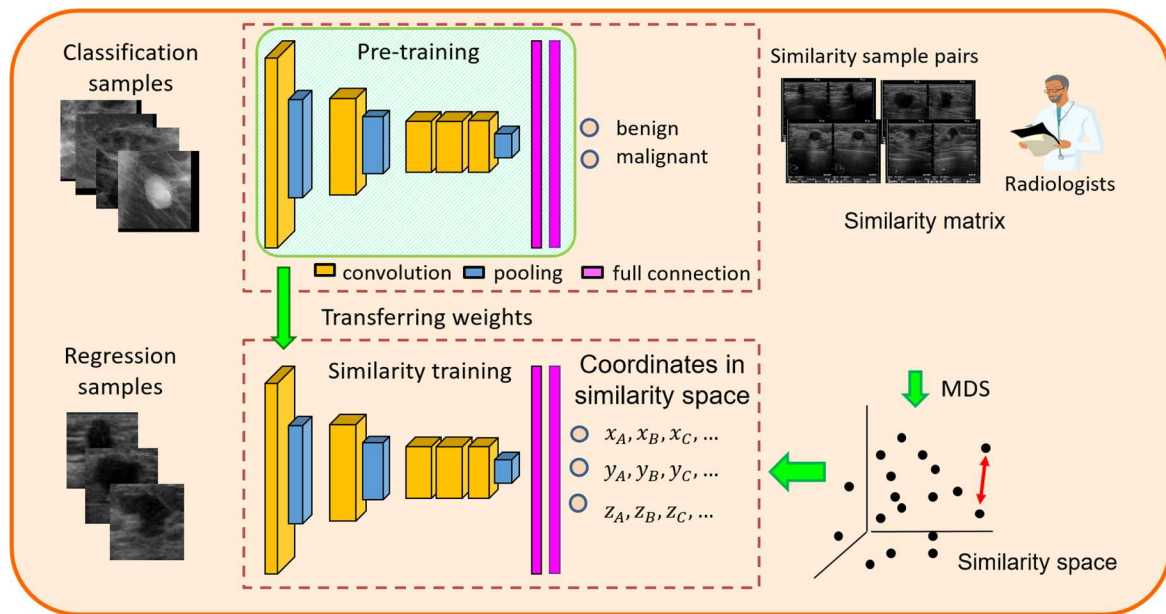 Classification
samples
Pre-training
benign
malignant
convolution
pooling
full connection
Similarity sample pairs
Radiologists
Similarity matrix
Transferring weights
Regression
samples
Similarity training
Coordinates in
similarity space
x_A, x_B, x_C, ...
y_A, y_B, y_C, ...
z_A, z_B, z_C, ...
MDS
Similarity space